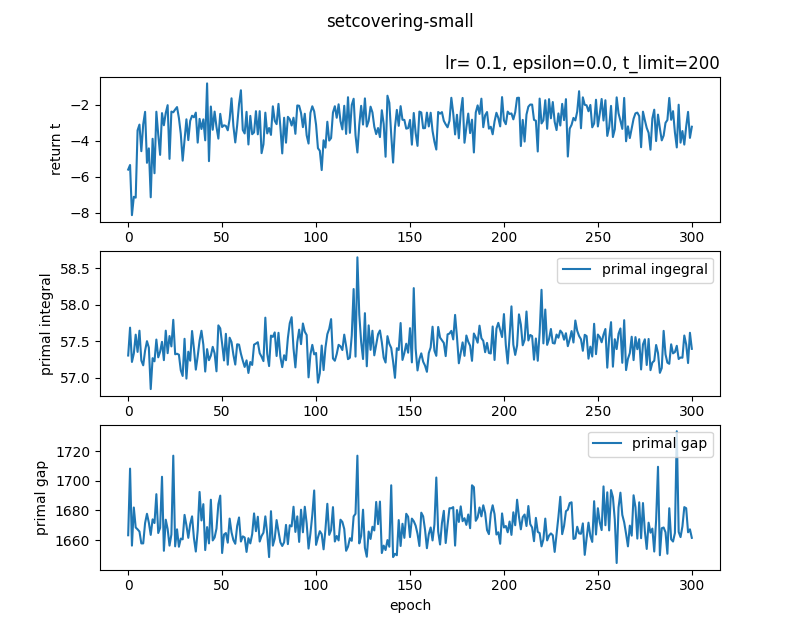 setcovering-small
lr= 0.1, epsilon=0.0, t_limit=200
return t
−2
−4
−6
−8
0 50 100 150 200 250 300
primal integral
58.5
58.0
57.5
57.0
primal ingegral
0 50 100 150 200 250 300
primal gap
1720
1700
1680
1660
primal gap
0 50 100 150 200 250 300
epoch